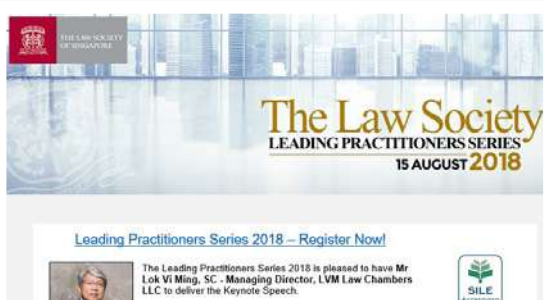 THE LAW SOCIETY
OF SINGAPORE
The Law Society
LEADING PRACTITIONERS SERIES
15 AUGUST 2018
Leading Practitioners Series 2018 – Register Now!
The Leading Practitioners Series 2018 is pleased to have Mr
Lok Vi Ming, SC - Managing Director, LVM Law Chambers
LLC to deliver the Keynote Speech.
SILE